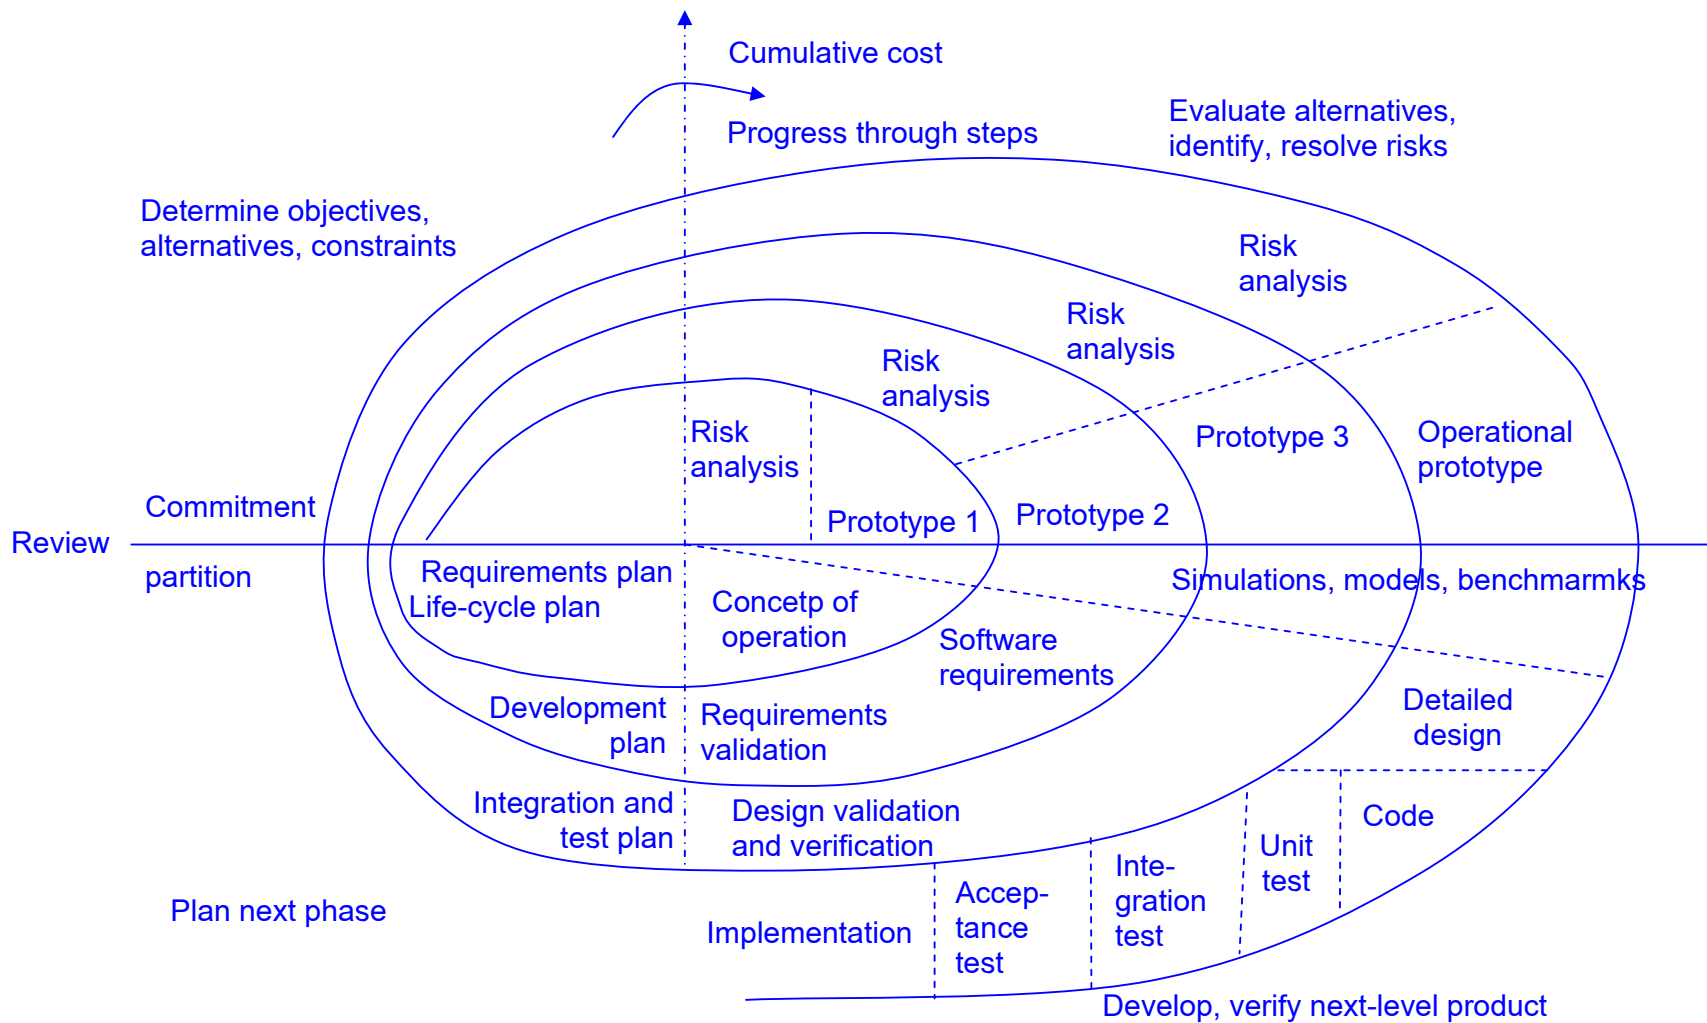 Cumulative cost
Progress through steps
Evaluate alternatives,
identify, resolve risks
Determine objectives,
alternatives, constraints
Risk
analysis
Risk
analysis
Risk
analysis
Risk
analysis
Prototype 1
Prototype 2
Prototype 3
Operational
prototype
Commitment
Review
partition
Requirements plan
Life-cycle plan
Concetp of
operation
Simulations, models, benchmarmks
Software
requirements
Development
plan
Requirements
validation
Detailed
design
Integration and
test plan
Design validation
and verification
Code
Unit
test
Inte-
gration
test
Accep-
tance
test
Implementation
Plan next phase
Develop, verify next-level product